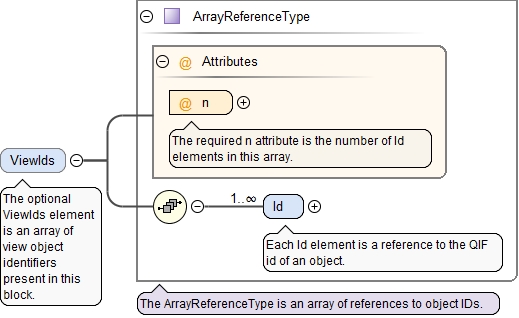 ArrayReferenceType
@ Attributes
@ n
The required n attribute is the number of Id
elements in this array.
ViewIds
The optional
ViewIds element
is an array of
view object
identifiers
present in this
block.
1..∞
Id
Each Id element is a reference to the QIF
id of an object.
The ArrayReferenceType is an array of references to object IDs.